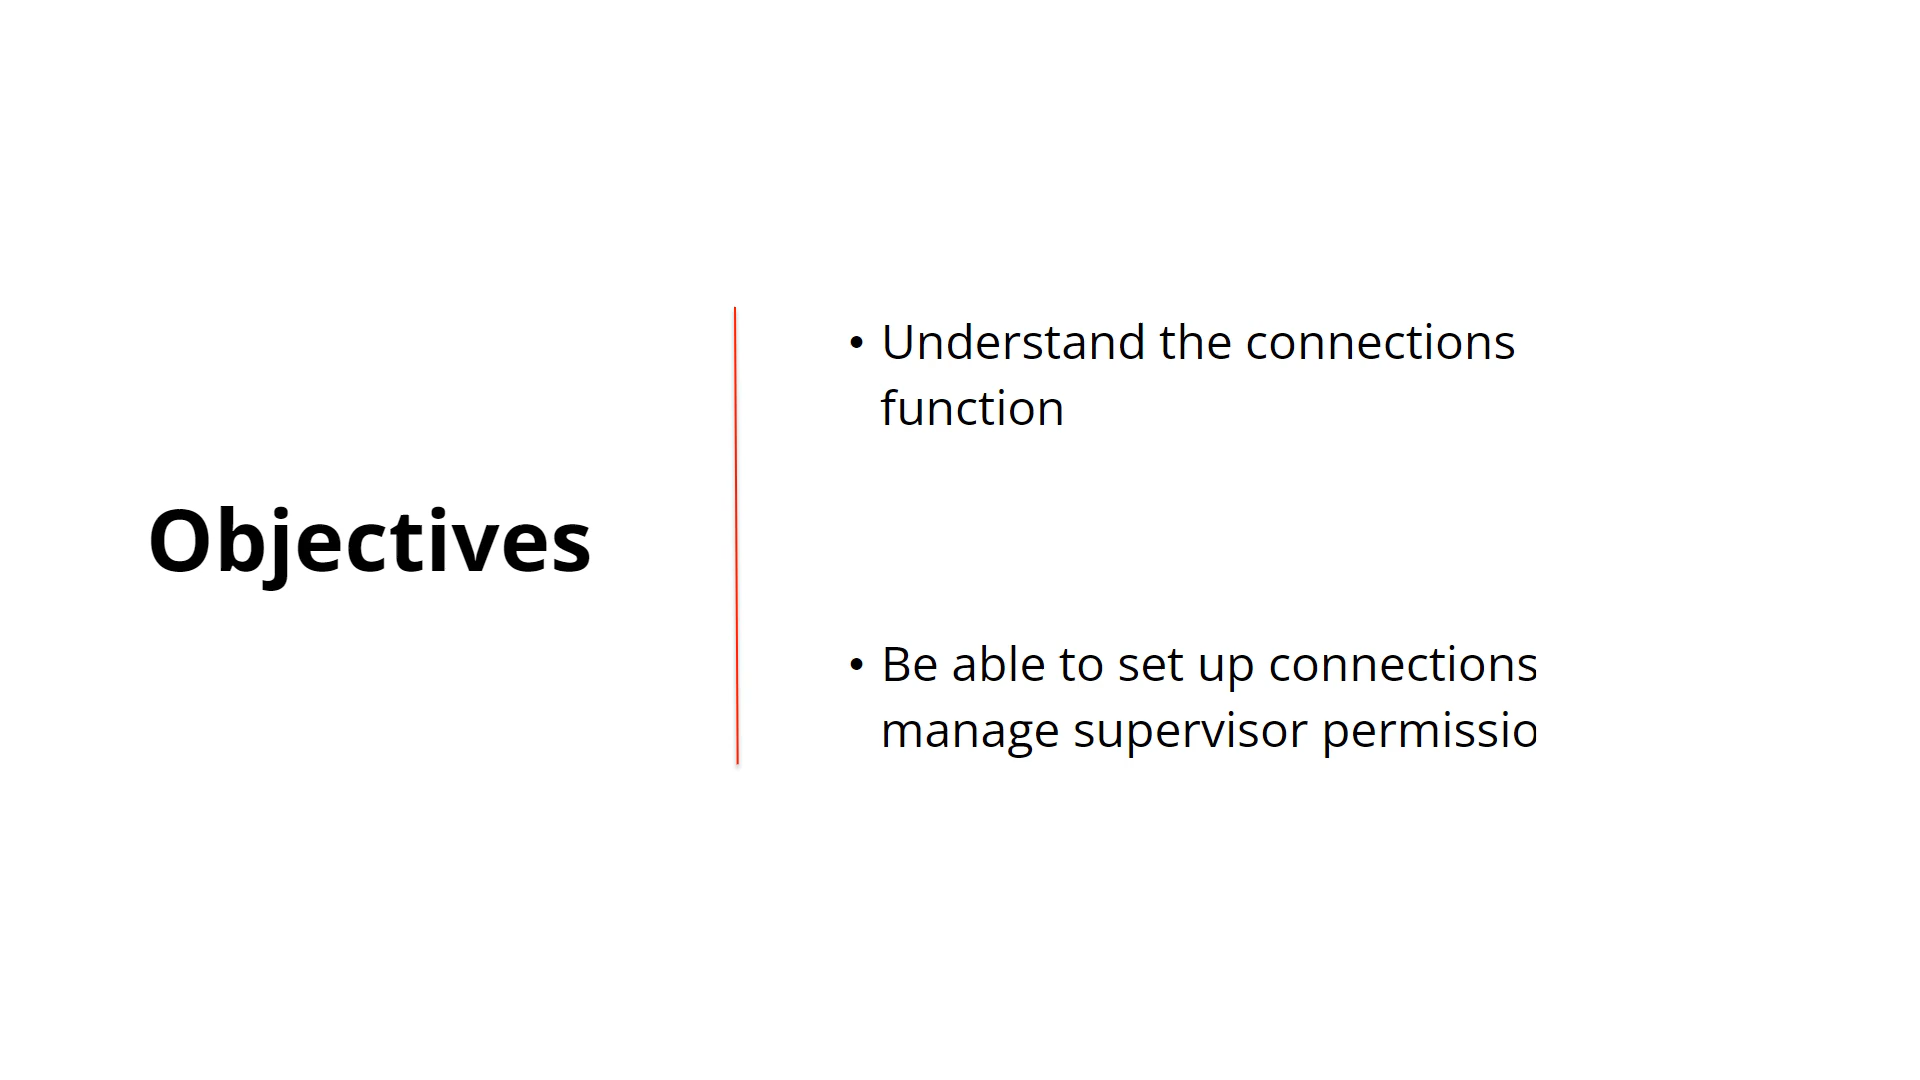 Objectives
• Understand the connections
function
• Be able to set up connections
manage supervisor permissio